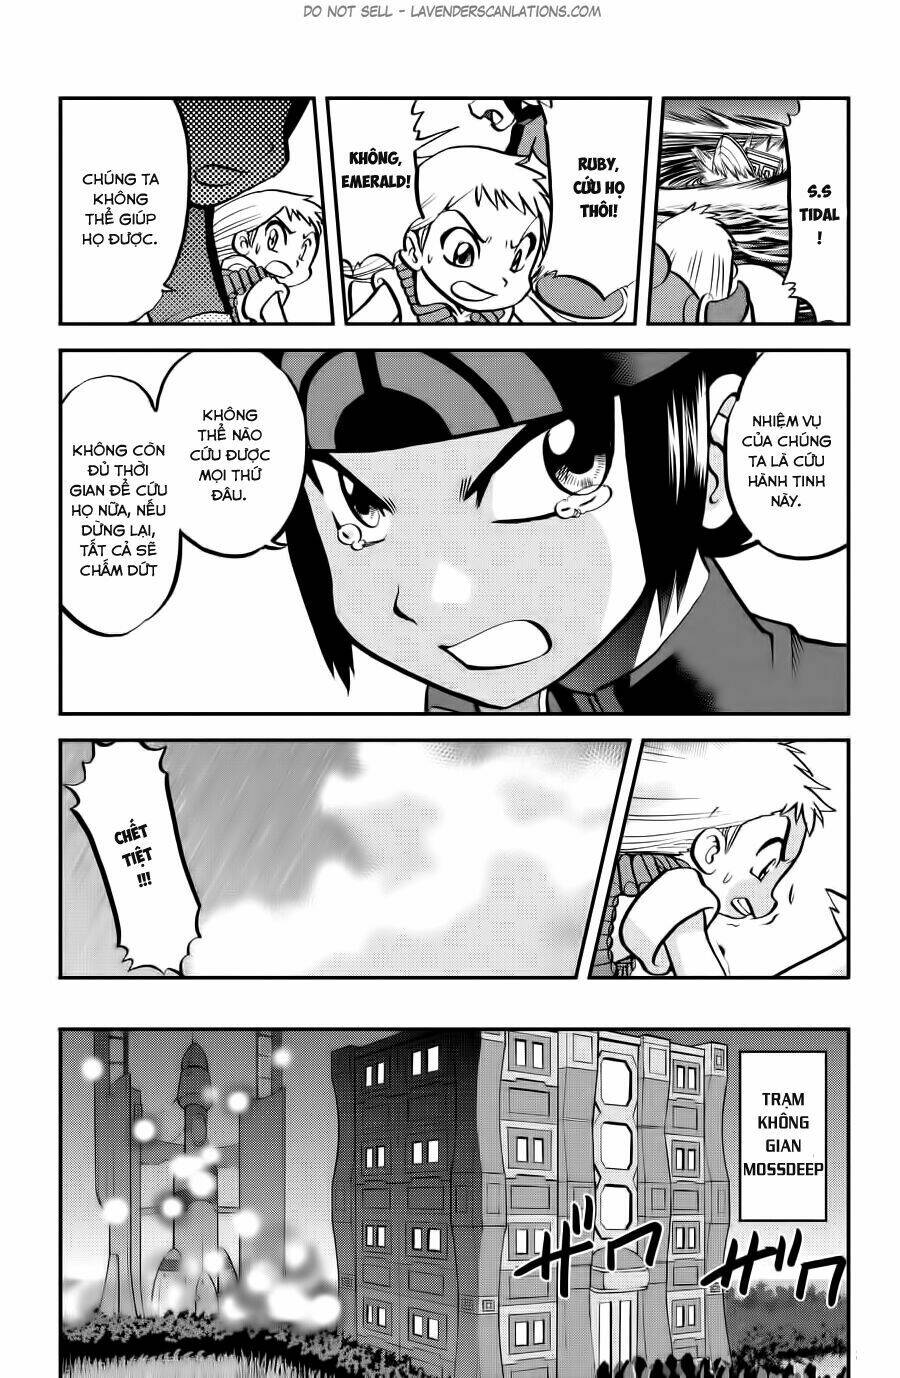 DO NOT SELL - LAVENDERSCANLATIONS.COM
S.S
TIDAL
!
RUBY,
CỨU HỌ
THÔI!
KHÔNG,
EMERALD!
CHÚNG TA
KHÔNG
THỂ GIÚP
HỌ ĐƯỢC.
NHIỆM VỤ
CỦA CHÚNG
TA LÀ CỨU
HÀNH TINH
NÀY.
KHÔNG
THỂ NÀO
CỨU ĐƯỢC
MỌI THỨ
ĐÂU.
KHÔNG CÒN
ĐỦ THỜI
GIAN ĐỂ CỨU
HỌ NỮA, NẾU
DỪNG LẠI,
TẤT CẢ SẼ
CHẤM DỨT
CHẾT
TIỆT
!!!
TRẠM
KHÔNG
GIAN
MOSSDEEP
ザワ
ザワ